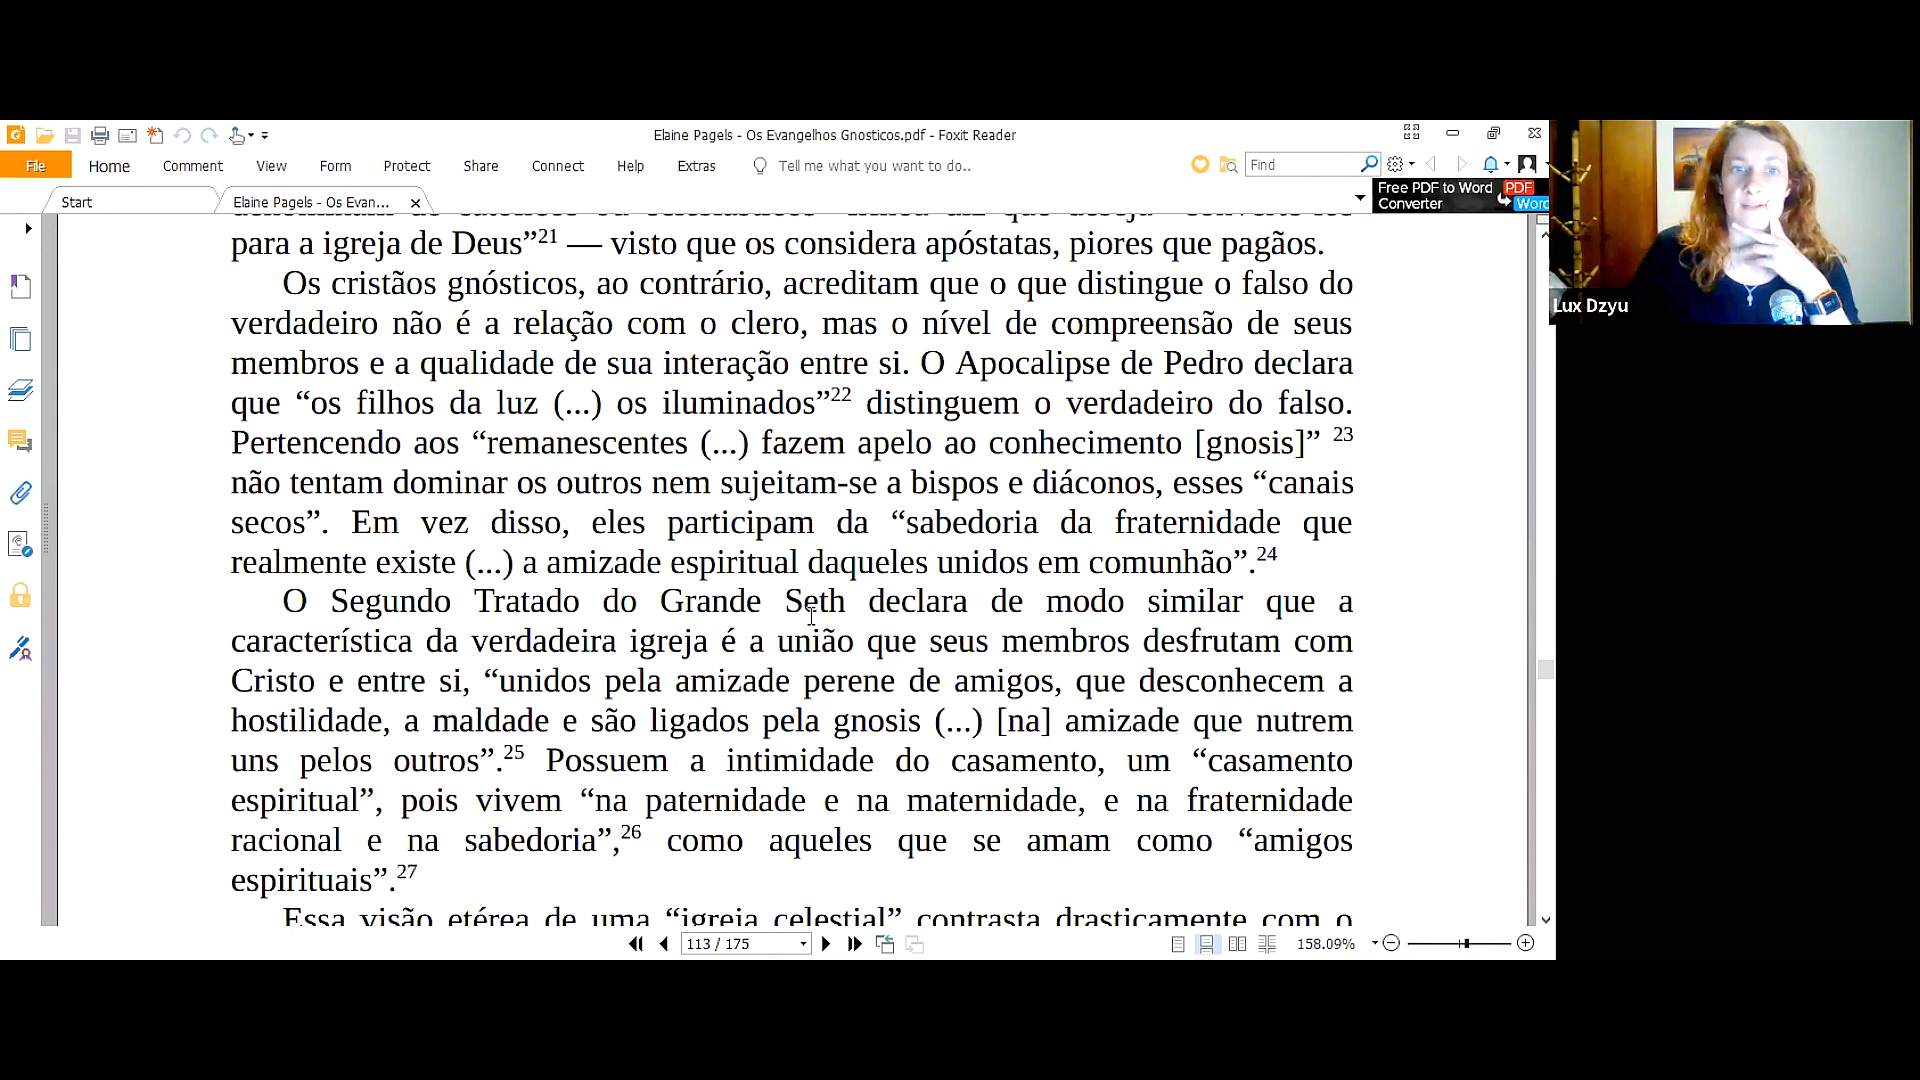 Elaine Pagels - Os Evangelhos Gnosticos.pdf - Foxit Reader
File Home Comment View Form Protect Share Connect Help Extras Tell me what you want to do.. Find
Free PDF to Word Converter PDF Word
Start Elaine Pagels - Os Evan...
para a igreja de Deus”21 — visto que os considera apóstatas, piores que pagãos.
Os cristãos gnósticos, ao contrário, acreditam que o que distingue o falso do
verdadeiro não é a relação com o clero, mas o nível de compreensão de seus
membros e a qualidade de sua interação entre si. O Apocalipse de Pedro declara
que “os filhos da luz (...) os iluminados”22 distinguem o verdadeiro do falso.
Pertencendo aos “remanescentes (...) fazem apelo ao conhecimento [gnosis]” 23
não tentam dominar os outros nem sujeitam-se a bispos e diáconos, esses “canais
secos”. Em vez disso, eles participam da “sabedoria da fraternidade que
realmente existe (...) a amizade espiritual daqueles unidos em comunhão”.24
O Segundo Tratado do Grande Seth declara de modo similar que a
característica da verdadeira igreja é a união que seus membros desfrutam com
Cristo e entre si, “unidos pela amizade perene de amigos, que desconhecem a
hostilidade, a maldade e são ligados pela gnosis (...) [na] amizade que nutrem
uns pelos outros”.25 Possuem a intimidade do casamento, um “casamento
espiritual”, pois vivem “na paternidade e na maternidade, e na fraternidade
racional e na sabedoria”,26 como aqueles que se amam como “amigos
espirituais”.27
Essa visão etérea de uma “igreja celestial” contrasta drasticamente com o
113 / 175
158.09%
Lux Dzyu